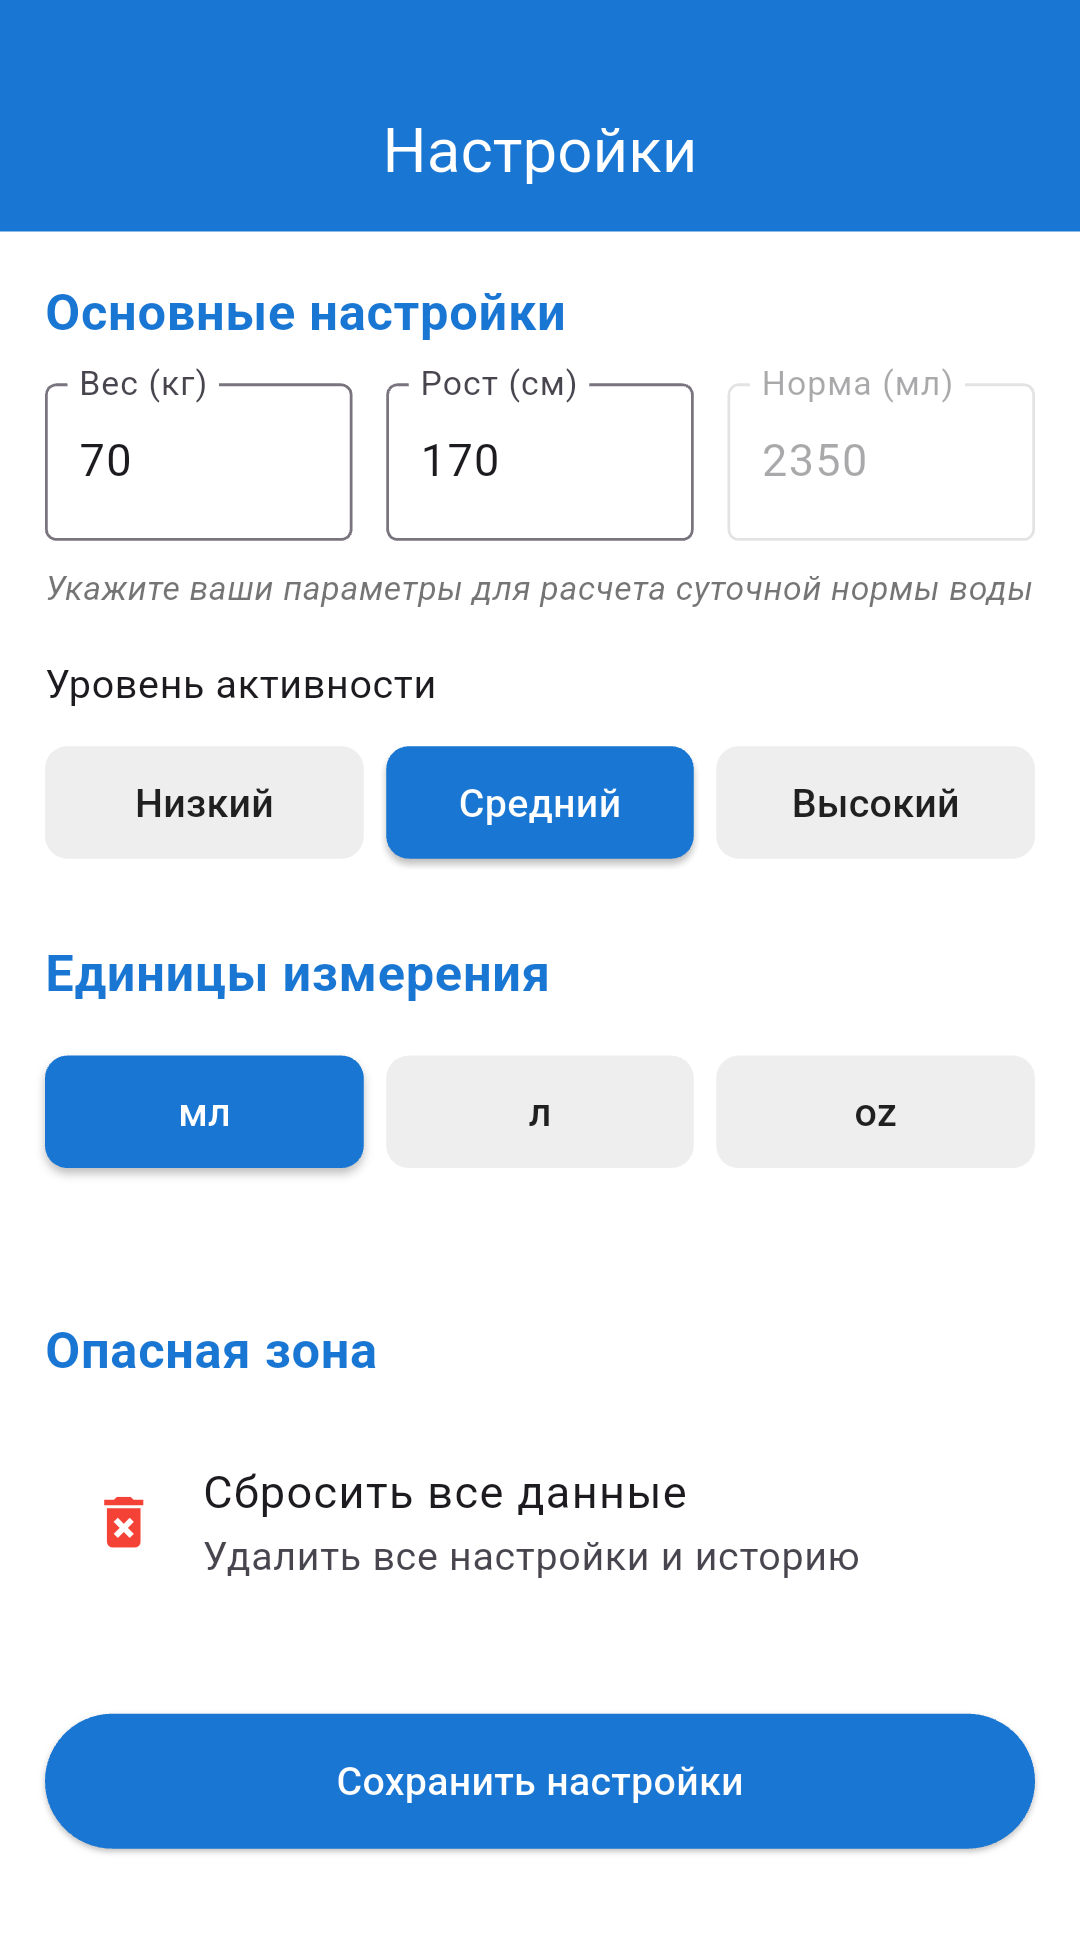 Настройки
Основные настройки
Вес (кг) Рост (см) Норма (мл)
70 170 2350
Укажите ваши параметры для расчета суточной нормы воды
Уровень активности
Низкий Средний Высокий
Единицы измерения
мл л oz
Опасная зона
Сбросить все данные
Удалить все настройки и историю
Сохранить настройки